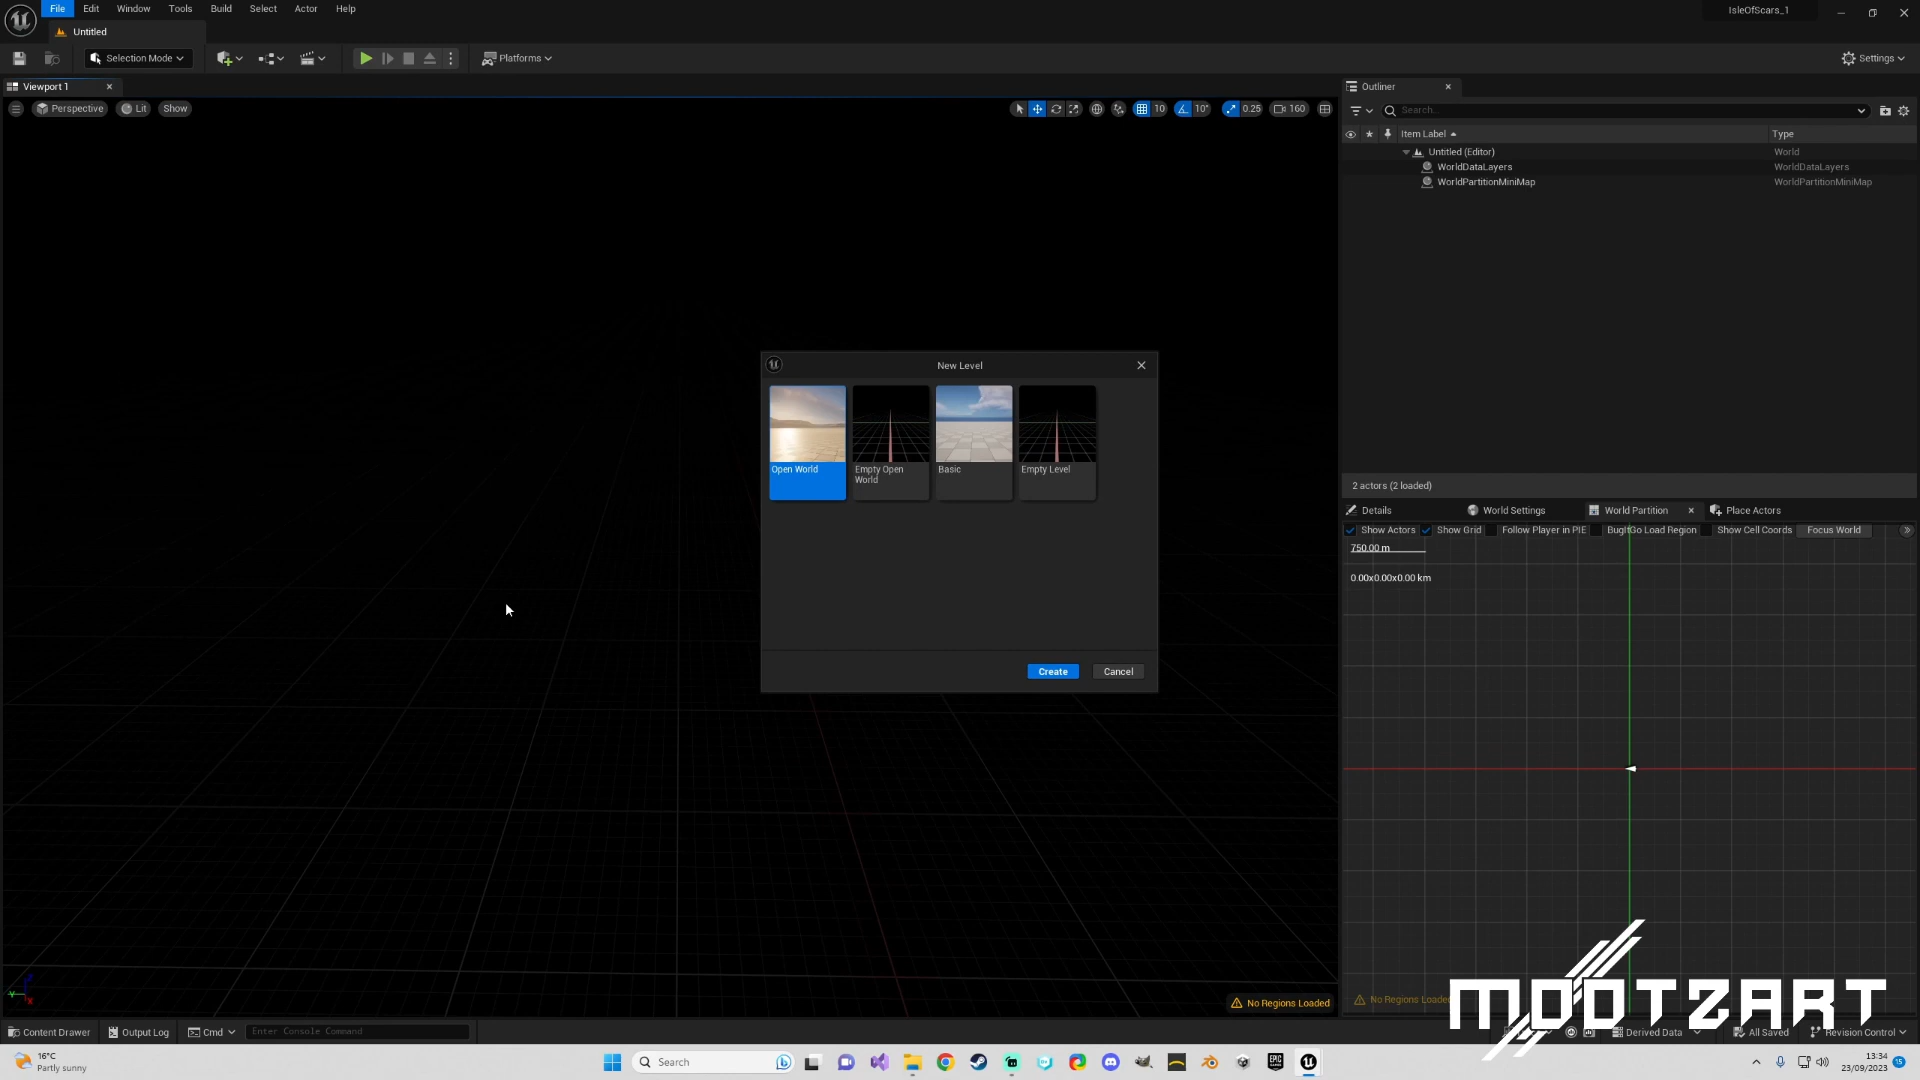 File Edit Window Tools Build Select Actor Help
IsleOfScars_1
Untitled
Selection Mode
Platforms
Settings
Viewport 1
Outliner
Perspective Lit Show
10 10° 0.25 160
Search...
Item Label Type
Untitled (Editor) World
WorldDataLayers WorldDataLayers
WorldPartitionMiniMap WorldPartitionMiniMap
New Level
Open World
Empty Open World
Basic
Empty Level
Create Cancel
2 actors (2 loaded)
Details World Settings World Partition Place Actors
Show Actors Show Grid Follow Player in PIE BugItGo Load Region Show Cell Coords Focus World
750.00 m
0.00x0.00x0.00 km
No Regions Loaded
No Regions Loaded
MOOTZART
Content Drawer Output Log Cmd Enter Console Command
Derived Data All Saved Revision Control
16°C
Partly sunny
Search
13:34
23/09/2023
15